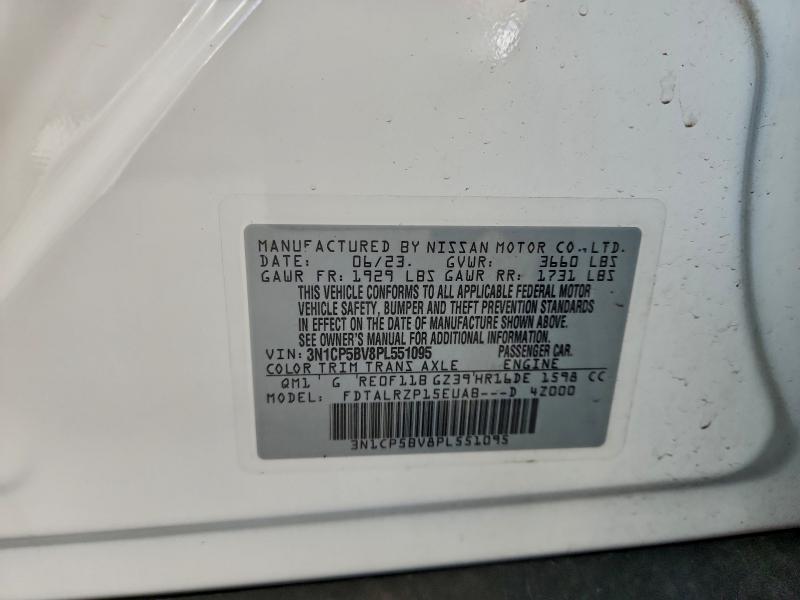 MANUFACTURED BY NISSAN MOTOR CO.,LTD.
DATE: 06/23. GVWR: 3660 LBS
GAWR FR: 1929 LBS GAWR RR: 1731 LBS
THIS VEHICLE CONFORMS TO ALL APPLICABLE FEDERAL MOTOR
VEHICLE SAFETY, BUMPER AND THEFT PREVENTION STANDARDS
IN EFFECT ON THE DATE OF MANUFACTURE SHOWN ABOVE.
SEE OWNER'S MANUAL FOR ADDITIONAL INFORMATION.
VIN: 3N1CP5BV8PL551095 PASSENGER CAR.
COLOR TRIM TRANS AXLE ENGINE
QM1 ' G 'RE0F11B GZ39'HR16DE 1598 CC
MODEL: FDTALRZP15EUAB---D 4Z000
3N1CP5BV8PL551095